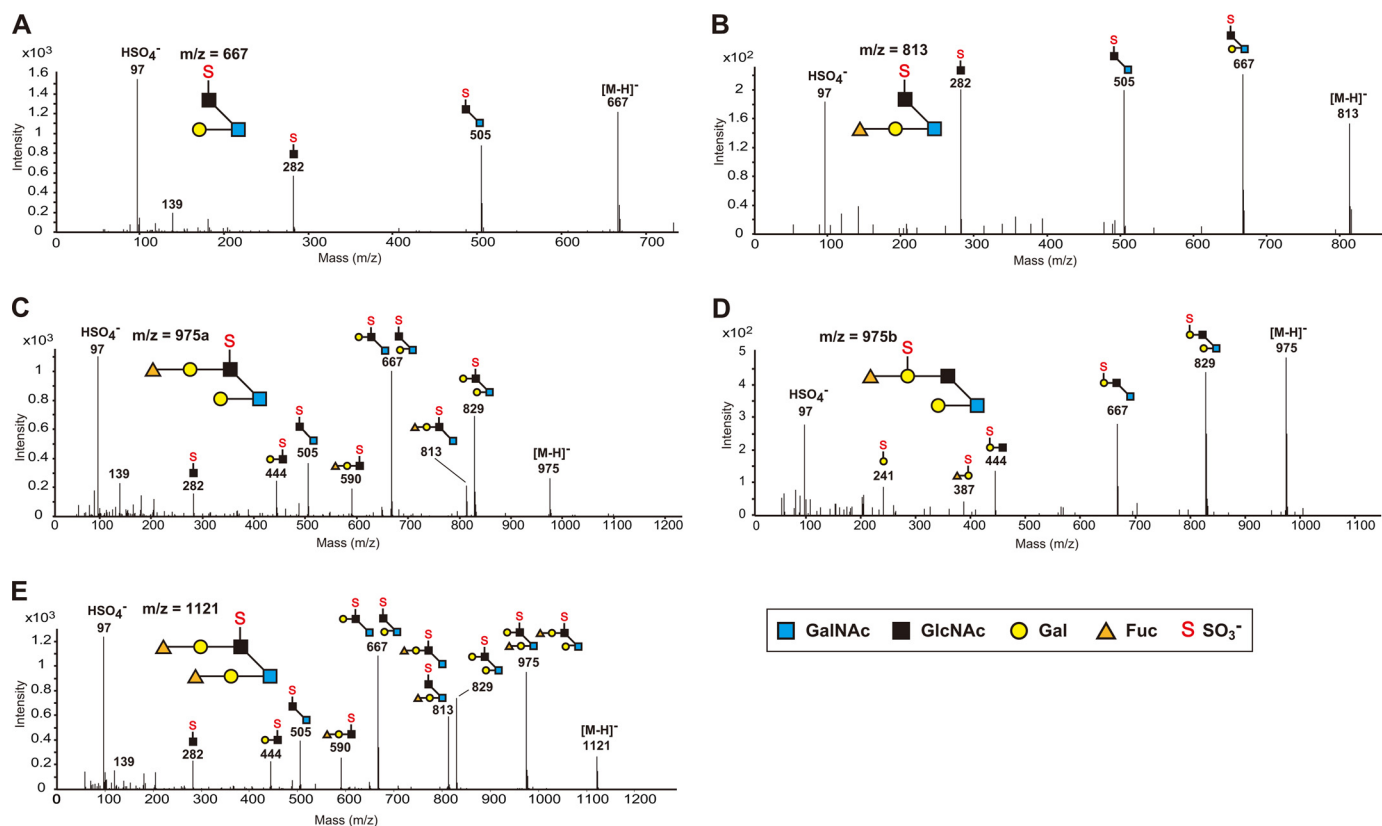 A
×10³
HSO₄⁻
97
m/z = 667
S
S
282
S
505
[M-H]⁻
667
139
1.6
1.4
1.2
1.0
0.8
0.6
0.4
0.2
0
Intensity
0 100 200 300 400 500 600 700
Mass (m/z)
B
×10²
HSO₄⁻
97
m/z = 813
S
S
282
S
505
S
667
[M-H]⁻
813
2
1.6
1.2
0.8
0.4
0
Intensity
0 100 200 300 400 500 600 700 800
Mass (m/z)
C
×10³
HSO₄⁻
97
m/z = 975a
S
139
S
282
S
444
S
505
S
590
S S
667
S
813
S
829
[M-H]⁻
975
1
0.8
0.6
0.4
0.2
0
Intensity
0 100 200 300 400 500 600 700 800 900 1000 1100
Mass (m/z)
D
×10²
HSO₄⁻
97
m/z = 975b
S
S
241
S
387
S
444
S
667
S
829
[M-H]⁻
975
5
4
3
2
1
0
Intensity
0 100 200 300 400 500 600 700 800 900 1000 1100
Mass (m/z)
E
×10³
HSO₄⁻
97
m/z = 1121
S
139
S
282
S
444
S
505
S
590
S S
667
S
S
813
S
829
S S
975
[M-H]⁻
1121
1.2
1
0.8
0.6
0.4
0.2
0
Intensity
0 100 200 300 400 500 600 700 800 900 1000 1100 1200
Mass (m/z)
GalNAc GlcNAc Gal Fuc S SO₃⁻